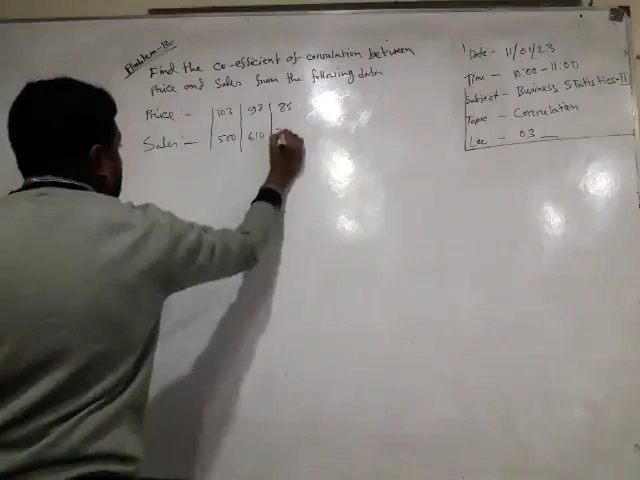 Problem-12
Find the co-efficient of correlation between
Price and Sales from the following data
Price :- | 103 | 98 | 85
Sales :- | 500 | 610 |
Date - 11/01/23
Time - 10:00-11:00
Subject - Business STatistics-II
Topic - Correlation
Lec - 03